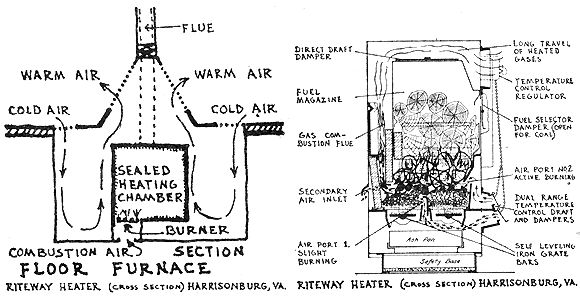 FLUE
WARM AIR
WARM AIR
COLD AIR
COLD AIR
SEALED
HEATING
CHAMBER
BURNER
COMBUSTION AIR
SECTION
FLOOR FURNACE
RITEWAY HEATER (CROSS SECTION) HARRISONBURG, VA.
DIRECT DRAFT
DAMPER
FUEL
MAGAZINE
GAS COM-
BUSTION FLUE
SECONDARY
AIR INLET
AIR PORT 1.
SLIGHT
BURNING
LONG TRAVEL
OF HEATED
GASES
TEMPERATURE
CONTROL
REGULATOR
FUEL SELECTOR
DAMPER (OPEN
FOR COAL)
AIR PORT NO2
ACTIVE BURNING
DUAL RANGE
TEMPERATURE
CONTROL DRAFT
AND DAMPERS
SELF LEVELING
IRON GRATE
BARS
Ash Pan
Safety Base
RITEWAY HEATER (CROSS SECTION) HARRISONBURG, VA.